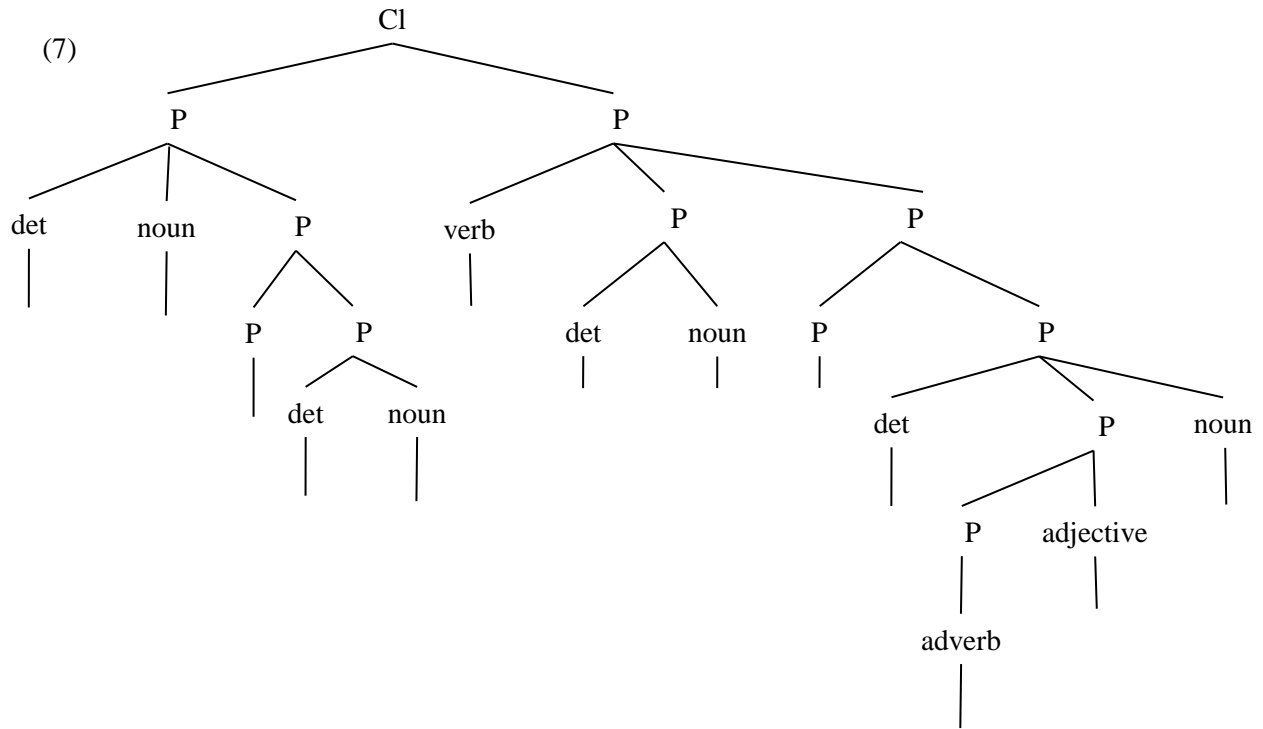 Cl
(7)
P P
det noun P verb P P
P P det noun P P
det noun det P noun
P adjective
adverb